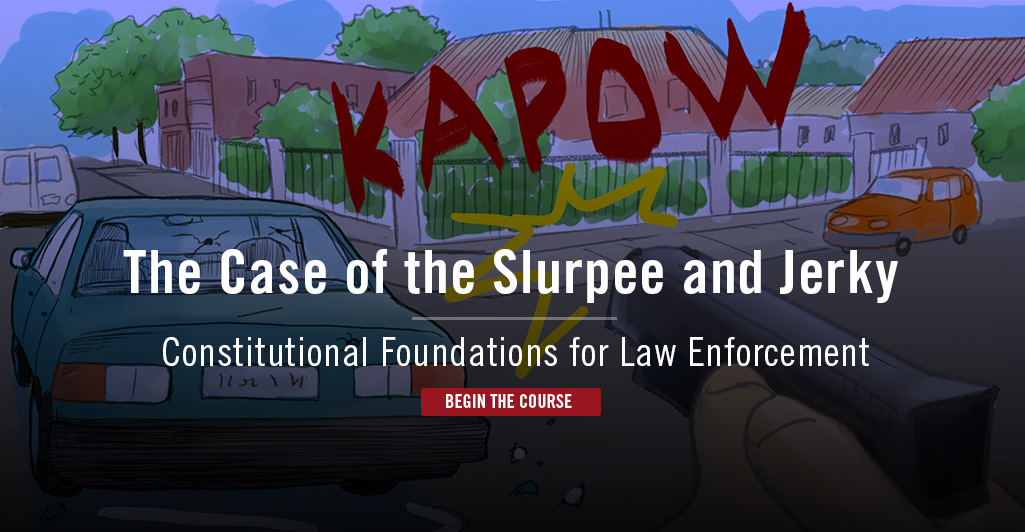 KAPOW
The Case of the Slurpee and Jerky
Constitutional Foundations for Law Enforcement
BEGIN THE COURSE